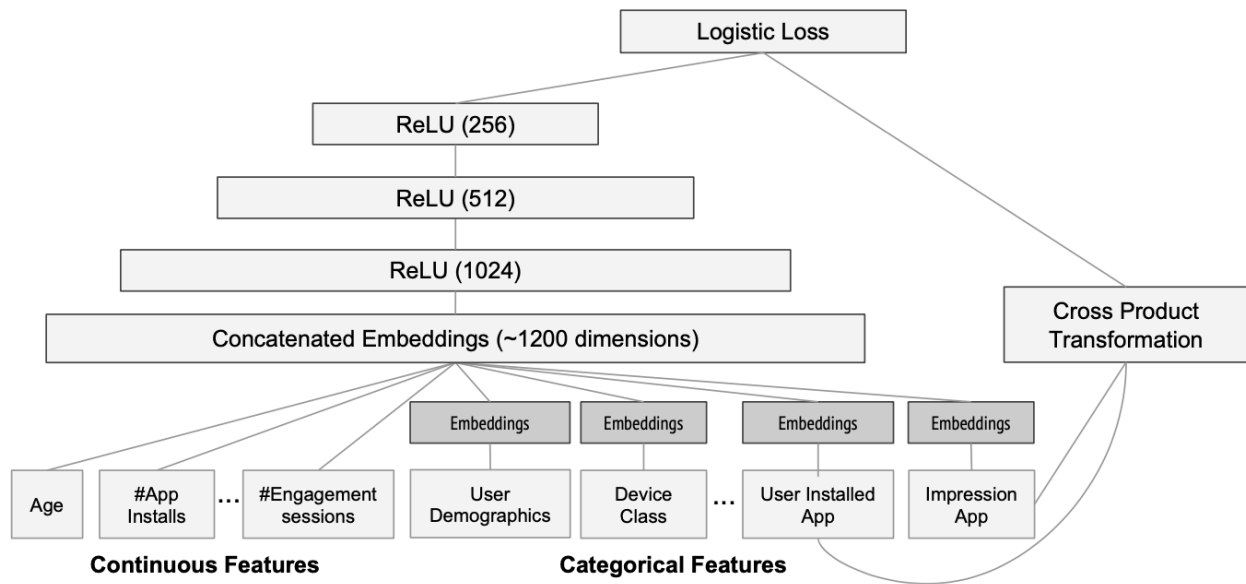 Logistic Loss
ReLU (256)
ReLU (512)
ReLU (1024)
Concatenated Embeddings (~1200 dimensions)
Cross Product
Transformation
Embeddings
Embeddings
Embeddings
Embeddings
Age
#App
Installs
...
#Engagement
sessions
User
Demographics
Device
Class
...
User Installed
App
Impression
App
Continuous Features
Categorical Features